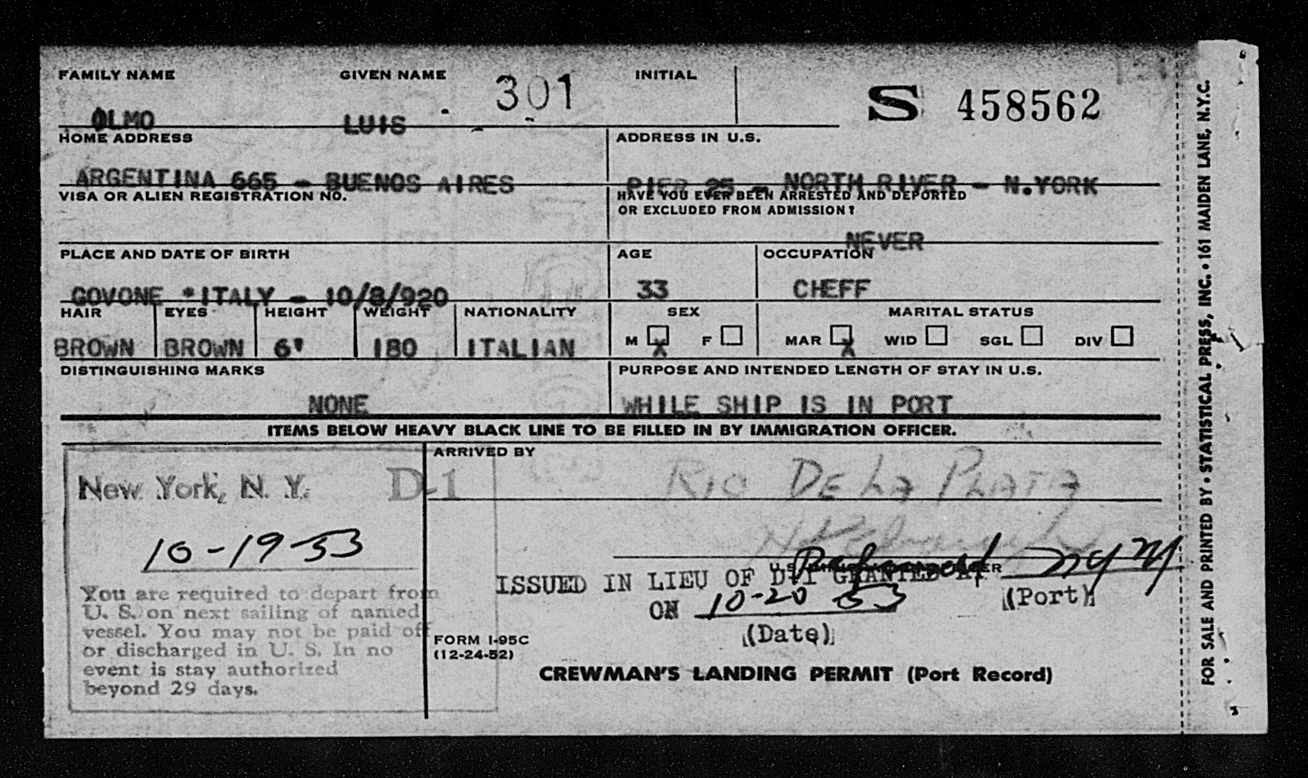 FAMILY NAME GIVEN NAME 301 INITIAL
OLMO LUIS S 458562
HOME ADDRESS ADDRESS IN U.S.
ARGENTINA 665 - BUENOS AIRES PIER 25 - NORTH RIVER - N.YORK
VISA OR ALIEN REGISTRATION NO. HAVE YOU EVER BEEN ARRESTED AND DEPORTED
OR EXCLUDED FROM ADMISSION?
NEVER
PLACE AND DATE OF BIRTH AGE OCCUPATION
GOVONE *ITALY - 10/8/920 33 CHEFF
HAIR EYES HEIGHT WEIGHT NATIONALITY SEX MARITAL STATUS
BROWN BROWN 6' 180 ITALIAN M X F MAR X WID SGL DIV
DISTINGUISHING MARKS PURPOSE AND INTENDED LENGTH OF STAY IN U.S.
NONE WHILE SHIP IS IN PORT
ITEMS BELOW HEAVY BLACK LINE TO BE FILLED IN BY IMMIGRATION OFFICER.
ARRIVED BY
New York, N. Y. D-1 RIO DE LA PLATA
10-19-53
ISSUED IN LIEU OF D-1 GRANTED AT NY NY
(Port)
ON 10-20 53
(Date)
You are required to depart from
U. S. on next sailing of named
vessel. You may not be paid off
or discharged in U. S. In no
event is stay authorized
beyond 29 days.
FORM I-95C
(12-24-52)
CREWMAN'S LANDING PERMIT (Port Record)
FOR SALE AND PRINTED BY • STATISTICAL PRESS, INC. • 161 MAIDEN LANE, N.Y.C.